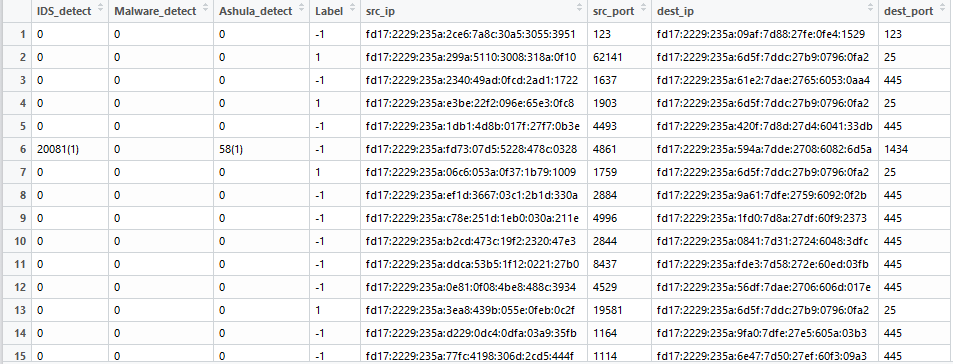 IDS_detect Malware_detect Ashula_detect Label src_ip src_port dest_ip dest_port
1 0 0 0 -1 fd17:2229:235a:2ce6:7a8c:30a5:3055:3951 123 fd17:2229:235a:09af:7d88:27fe:0fe4:1529 123
2 0 0 0 1 fd17:2229:235a:299a:5110:3008:318a:0f10 62141 fd17:2229:235a:6d5f:7ddc:27b9:0796:0fa2 25
3 0 0 0 -1 fd17:2229:235a:2340:49ad:0fcd:2ad1:1722 1637 fd17:2229:235a:61e2:7dae:2765:6053:0aa4 445
4 0 0 0 1 fd17:2229:235a:e3be:22f2:096e:65e3:0fc8 1903 fd17:2229:235a:6d5f:7ddc:27b9:0796:0fa2 25
5 0 0 0 -1 fd17:2229:235a:1db1:4d8b:017f:27f7:0b3e 4493 fd17:2229:235a:420f:7d8d:27d4:6041:33db 445
6 20081(1) 0 58(1) -1 fd17:2229:235a:fd73:07d5:5228:478c:0328 4861 fd17:2229:235a:594a:7dde:2708:6082:6d5a 1434
7 0 0 0 1 fd17:2229:235a:06c6:053a:0f37:1b79:1009 1759 fd17:2229:235a:6d5f:7ddc:27b9:0796:0fa2 25
8 0 0 0 -1 fd17:2229:235a:ef1d:3667:03c1:2b1d:330a 2884 fd17:2229:235a:9a61:7dfe:2759:6092:0f2b 445
9 0 0 0 -1 fd17:2229:235a:c78e:251d:1eb0:030a:211e 4996 fd17:2229:235a:1fd0:7d8a:27df:60f9:2373 445
10 0 0 0 -1 fd17:2229:235a:b2cd:473c:19f2:2320:47e3 2844 fd17:2229:235a:0841:7d31:2724:6048:3dfc 445
11 0 0 0 -1 fd17:2229:235a:ddca:53b5:1f12:0221:27b0 8437 fd17:2229:235a:fde3:7d58:272e:60ed:03fb 445
12 0 0 0 -1 fd17:2229:235a:0e81:0f08:4be8:488c:3934 4529 fd17:2229:235a:56df:7dae:2706:606d:017e 445
13 0 0 0 1 fd17:2229:235a:3ea8:439b:055e:0feb:0c2f 19581 fd17:2229:235a:6d5f:7ddc:27b9:0796:0fa2 25
14 0 0 0 -1 fd17:2229:235a:d229:0dc4:0dfa:03a9:35fb 1164 fd17:2229:235a:9fa0:7dfe:27e5:605a:03b3 445
15 0 0 0 -1 fd17:2229:235a:77fc:4198:306d:2cd5:444f 1114 fd17:2229:235a:6e47:7d50:27ef:60f3:09a3 445